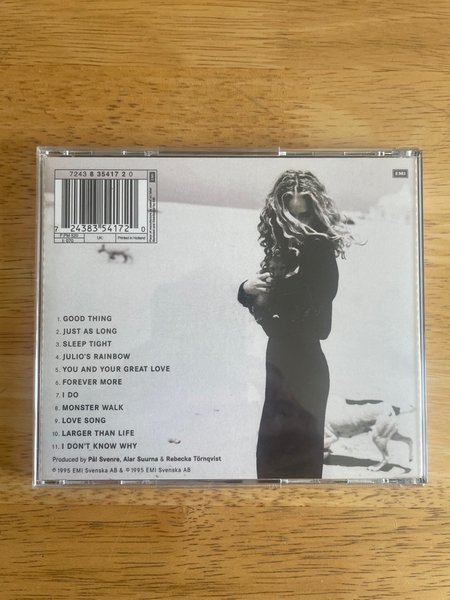 7243 8 35417 2 0
EMI
7 24383 54172 0
UK
Printed in Holland
1. GOOD THING
2. JUST AS LONG
3. SLEEP TIGHT
4. JULIO'S RAINBOW
5. YOU AND YOUR GREAT LOVE
6. FOREVER MORE
7. I DO
8. MONSTER WALK
9. LOVE SONG
10. LARGER THAN LIFE
11. I DON'T KNOW WHY
Produced by Pål Svenre, Alar Suurna & Rebecka Törnqvist
℗ 1995 EMI Svenska AB & © 1995 EMI Svenska AB